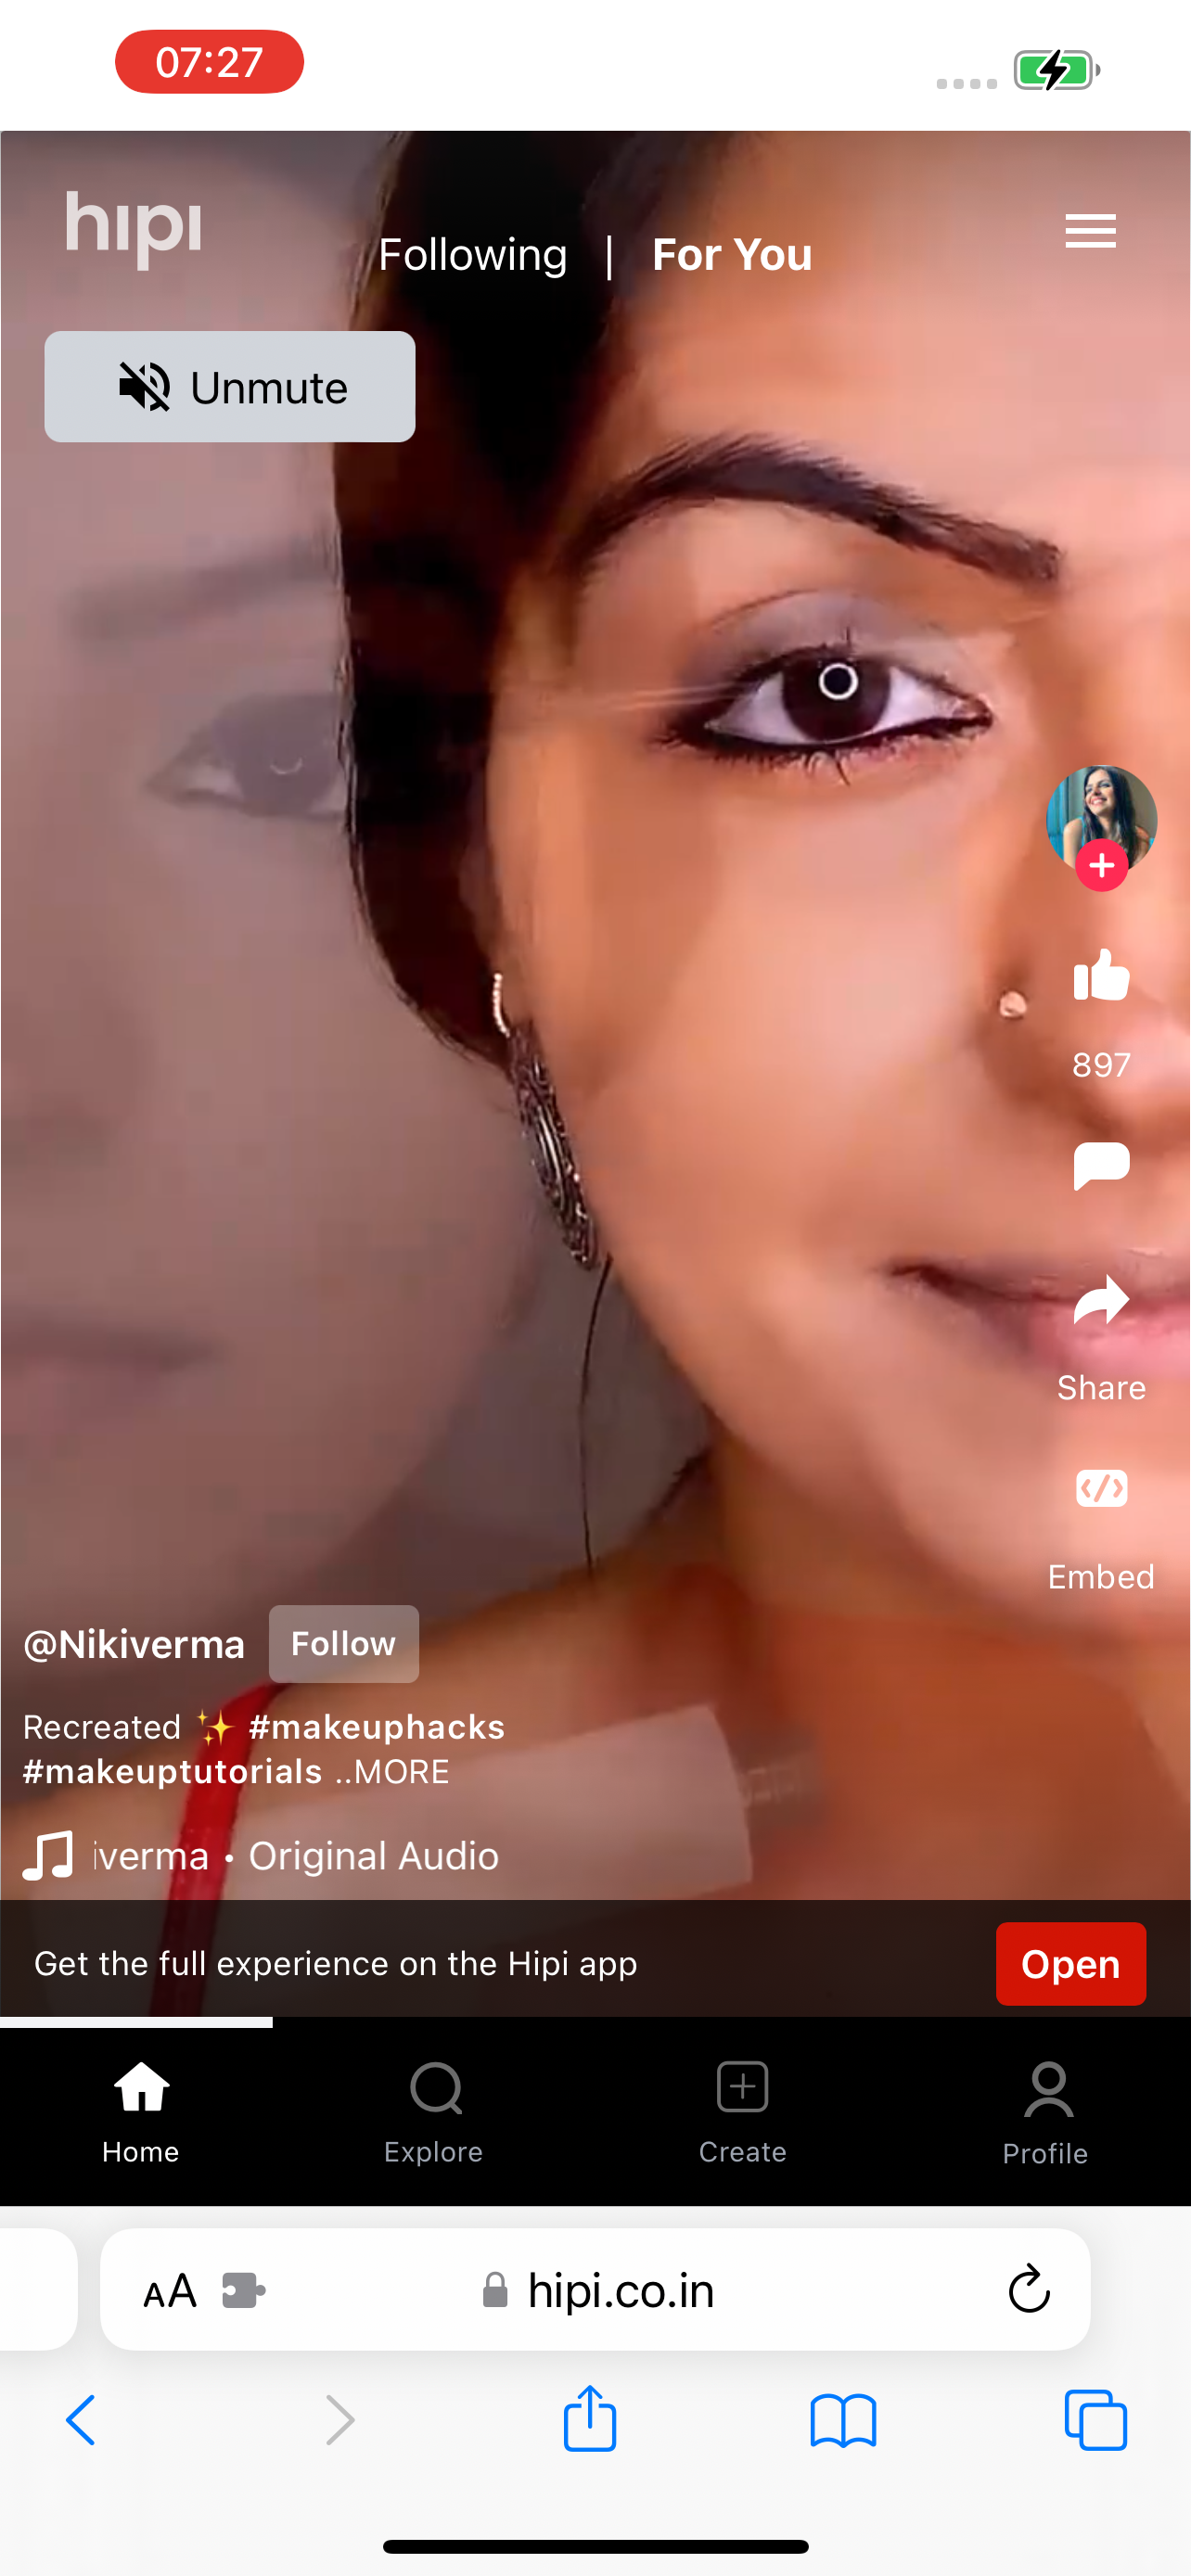 07:27
hipi
Following | For You
Unmute
897
Share
Embed
@Nikiverma Follow
Recreated ✨ #makeuphacks
#makeuptutorials ..MORE
iverma • Original Audio
Get the full experience on the Hipi app Open
Home Explore Create Profile
AA hipi.co.in